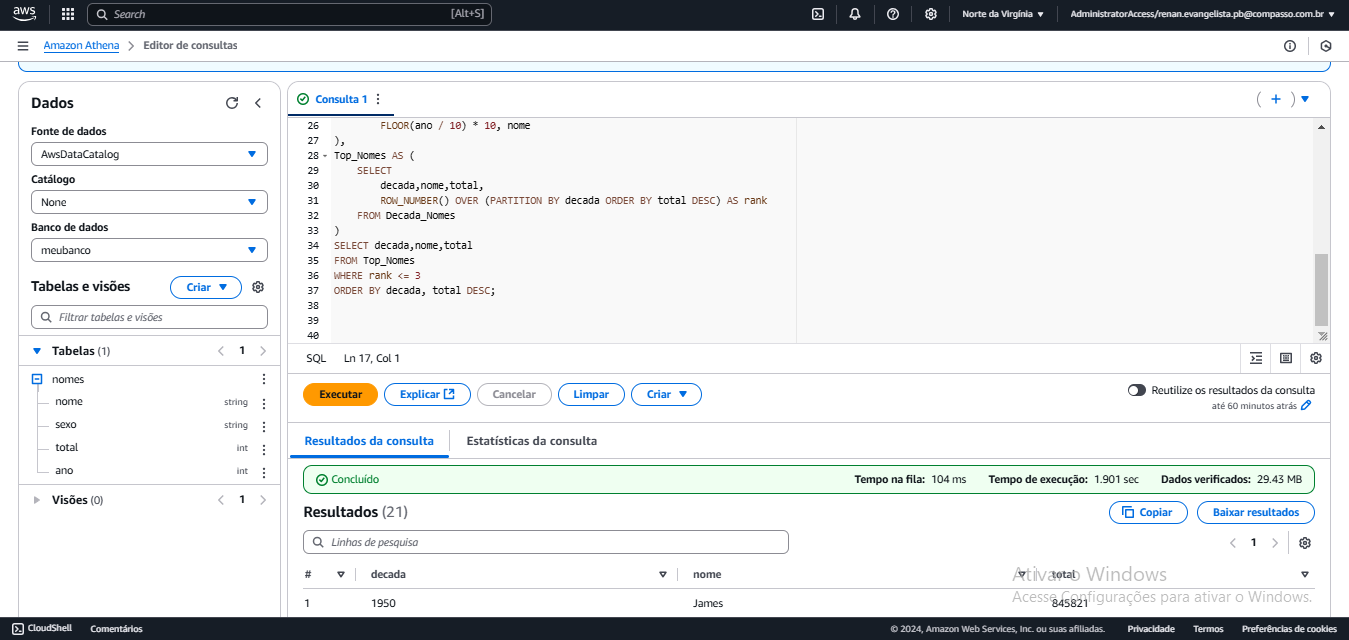 aws
Search
[Alt+S]
Norte da Virgínia
AdministratorAccess/renan.evangelista.pb@compasso.com.br
Amazon Athena
Editor de consultas
Dados
Fonte de dados
AwsDataCatalog
Catálogo
None
Banco de dados
meubanco
Tabelas e visões
Criar
Filtrar tabelas e visões
Tabelas (1)
1
nomes
nome string
sexo string
total int
ano int
Visões (0)
1
Consulta 1
26 FLOOR(ano / 10) * 10, nome
27 ),
28 Top_Nomes AS (
29 SELECT
30 decada,nome,total,
31 ROW_NUMBER() OVER (PARTITION BY decada ORDER BY total DESC) AS rank
32 FROM Decada_Nomes
33 )
34 SELECT decada,nome,total
35 FROM Top_Nomes
36 WHERE rank <= 3
37 ORDER BY decada, total DESC;
38
39
40
SQL Ln 17, Col 1
Executar Explicar Cancelar Limpar Criar
Reutilize os resultados da consulta
até 60 minutos atrás
Resultados da consulta Estatísticas da consulta
Concluído Tempo na fila: 104 ms Tempo de execução: 1.901 sec Dados verificados: 29.43 MB
Resultados (21)
Copiar Baixar resultados
Linhas de pesquisa
1
# decada nome total
1 1950 James 845821
Ativar o Windows
Acesse Configurações para ativar o Windows.
CloudShell Comentários
© 2024, Amazon Web Services, Inc. ou suas afiliadas. Privacidade Termos Preferências de cookies